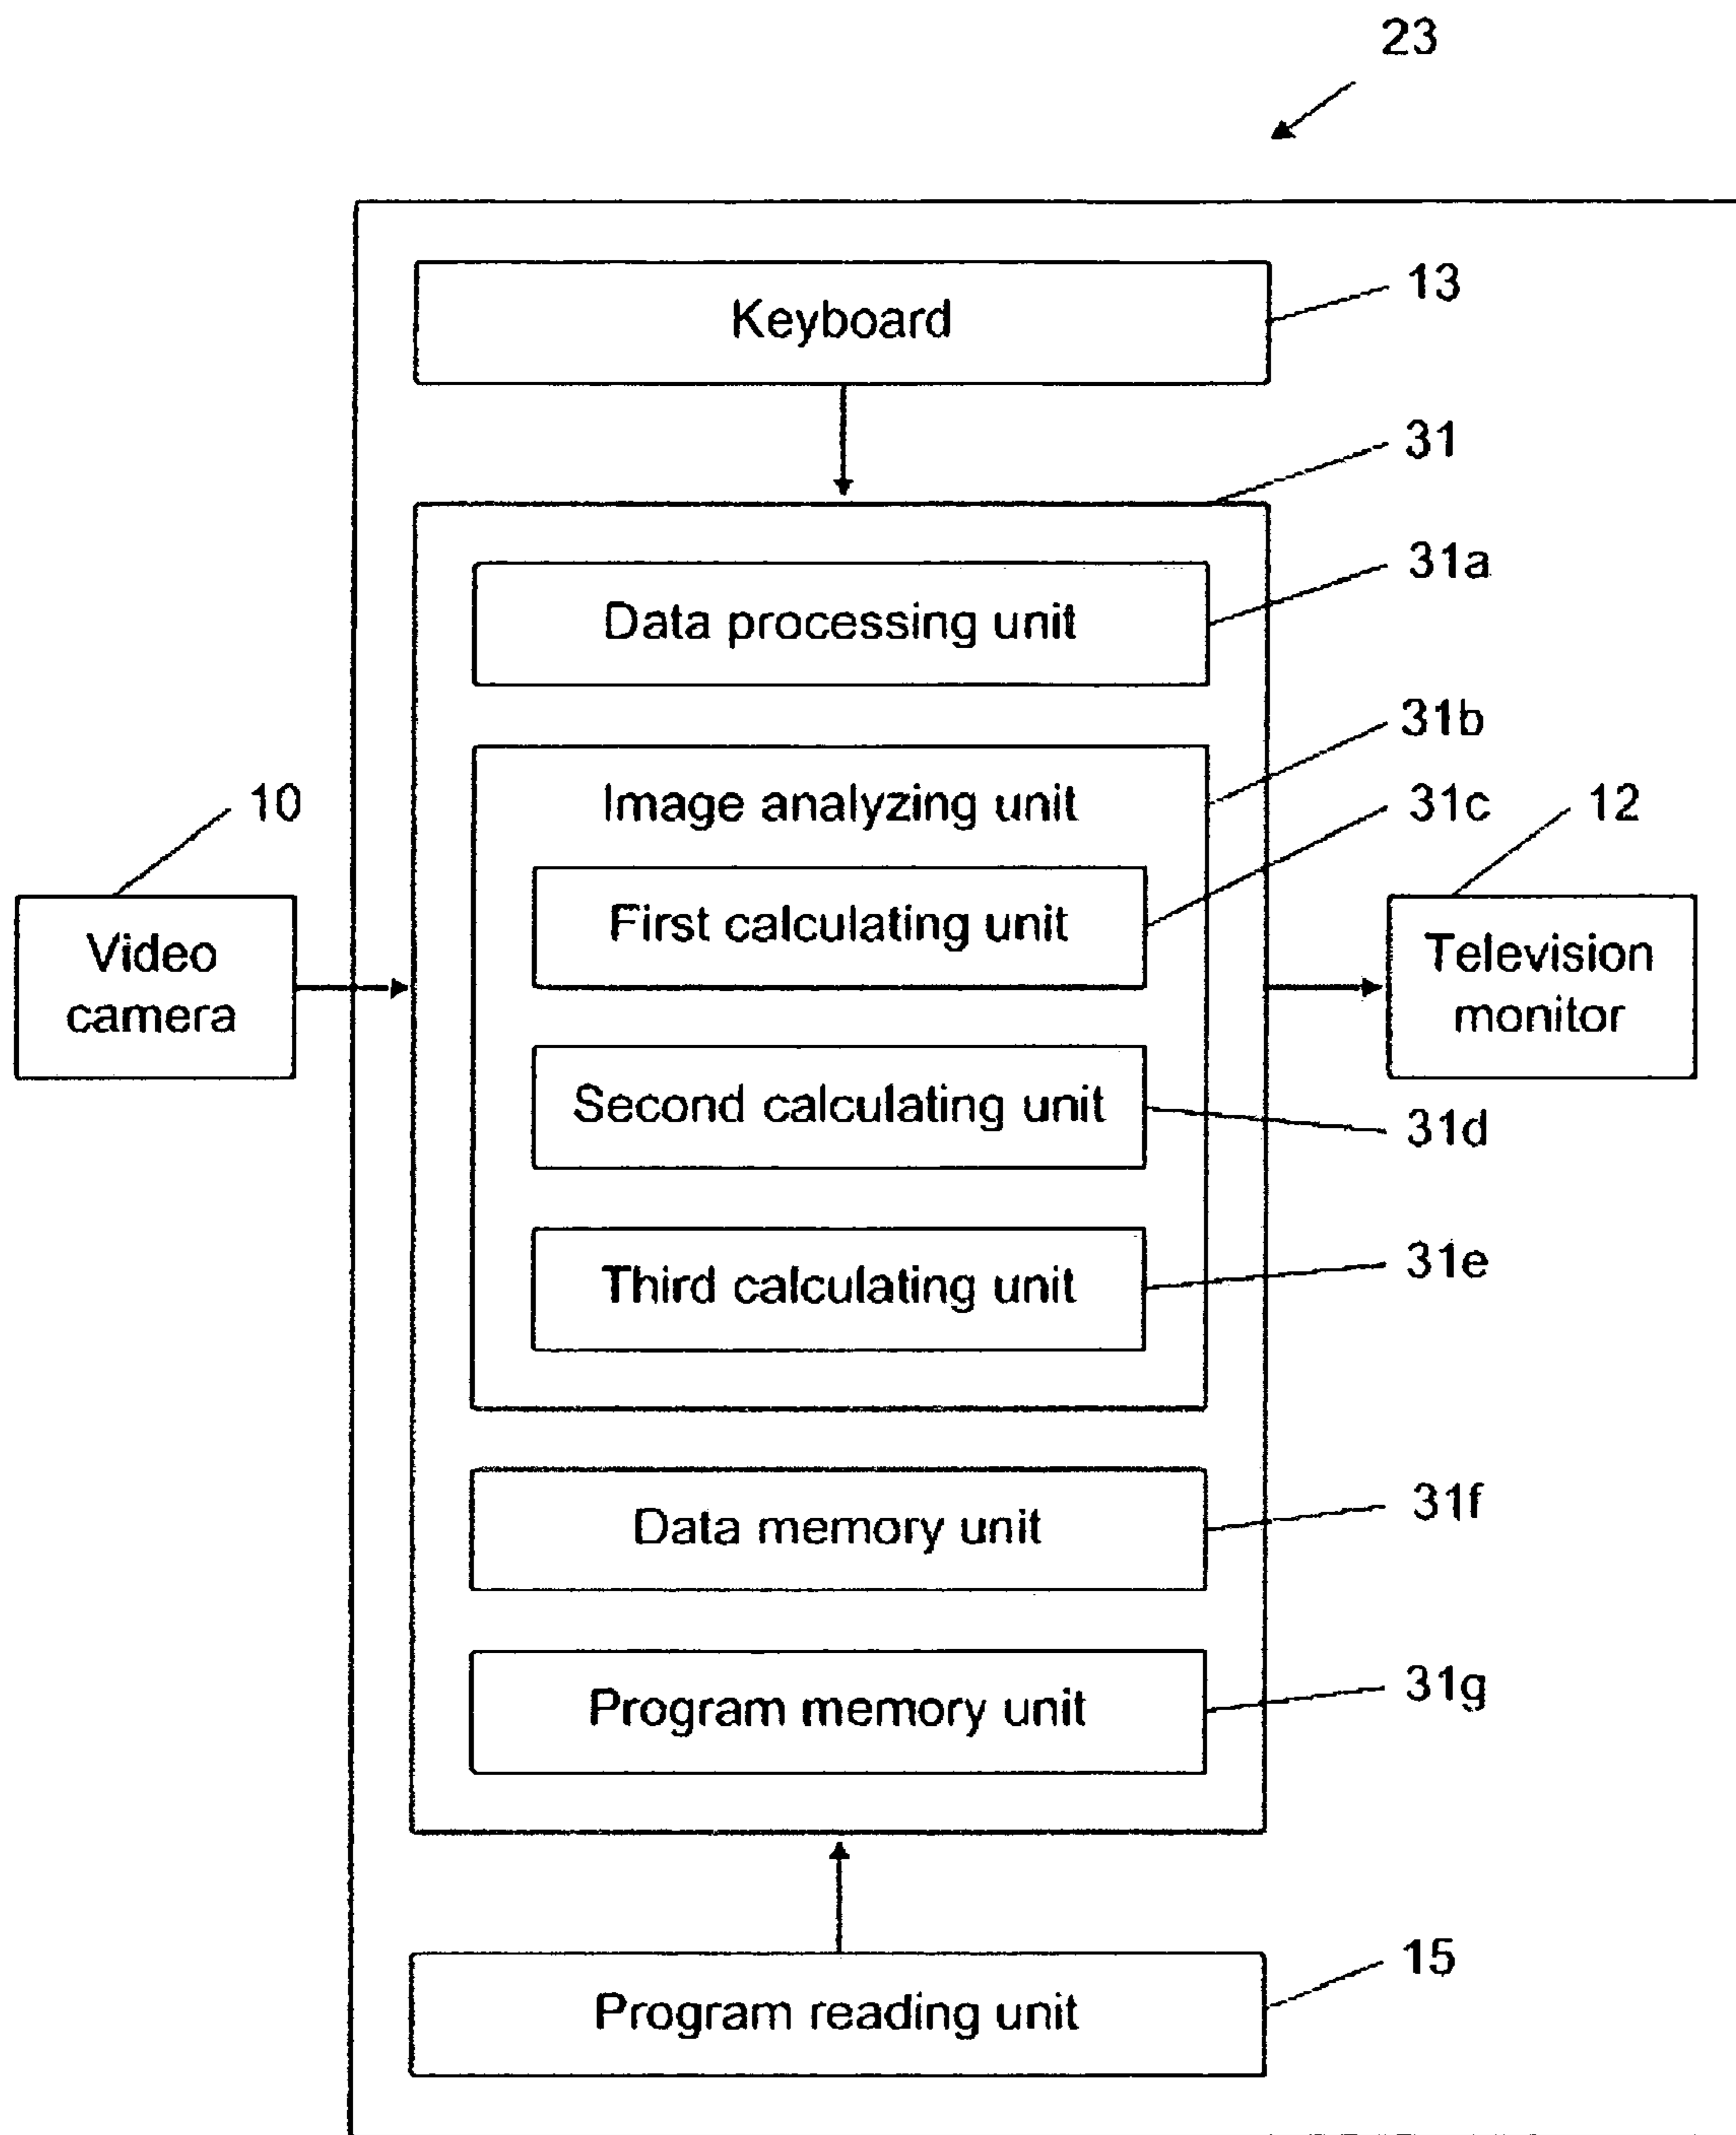 23
Keyboard
13
31
Data processing unit
31a
Image analyzing unit
31b
10
First calculating unit
31c
12
Video
camera
Television
monitor
Second calculating unit
31d
Third calculating unit
31e
Data memory unit
31f
Program memory unit
31g
Program reading unit
15